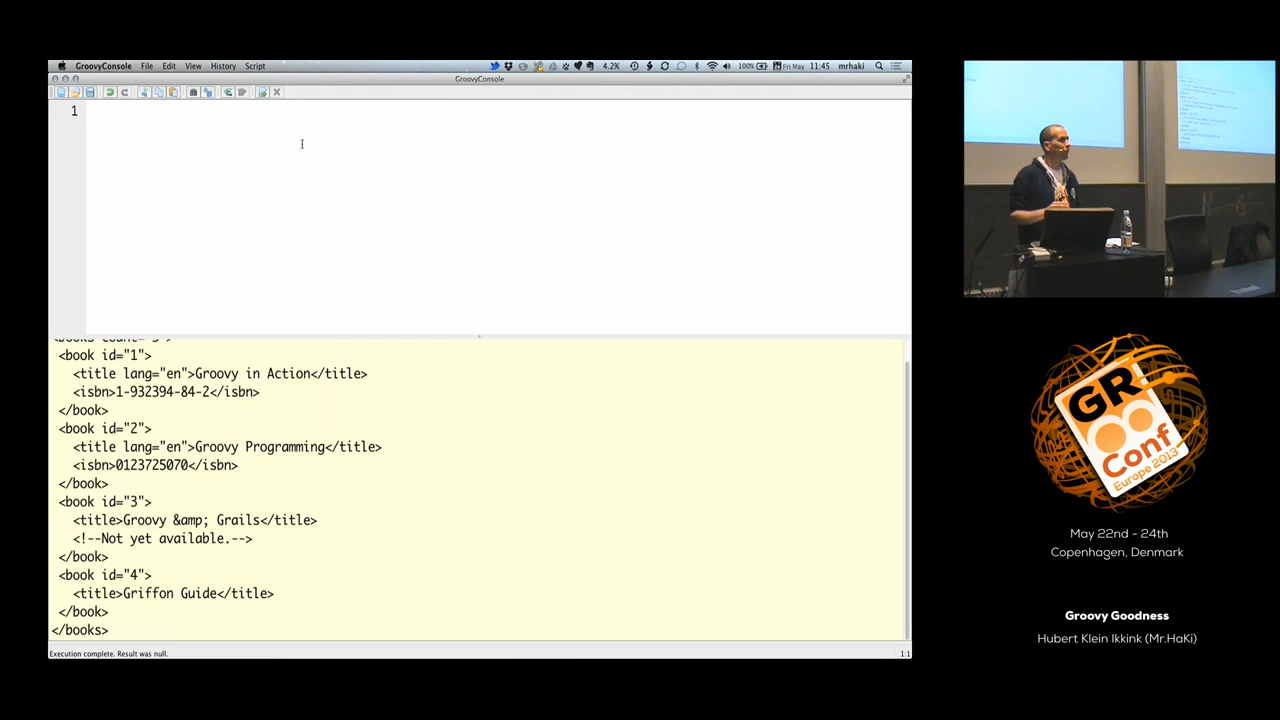 GroovyConsole File Edit View History Script 4.2% 100% Fri May 11:45 mrhaki
GroovyConsole
1
<book id="1">
<title lang="en">Groovy in Action</title>
<isbn>1-932394-84-2</isbn>
</book>
<book id="2">
<title lang="en">Groovy Programming</title>
<isbn>0123725070</isbn>
</book>
<book id="3">
<title>Groovy &amp; Grails</title>
<!--Not yet available.-->
</book>
<book id="4">
<title>Griffon Guide</title>
</book>
</books>
Execution complete. Result was null.
1:1
GR
Conf
Europe 2013
May 22nd - 24th
Copenhagen, Denmark
Groovy Goodness
Hubert Klein Ikkink (Mr.HaKi)